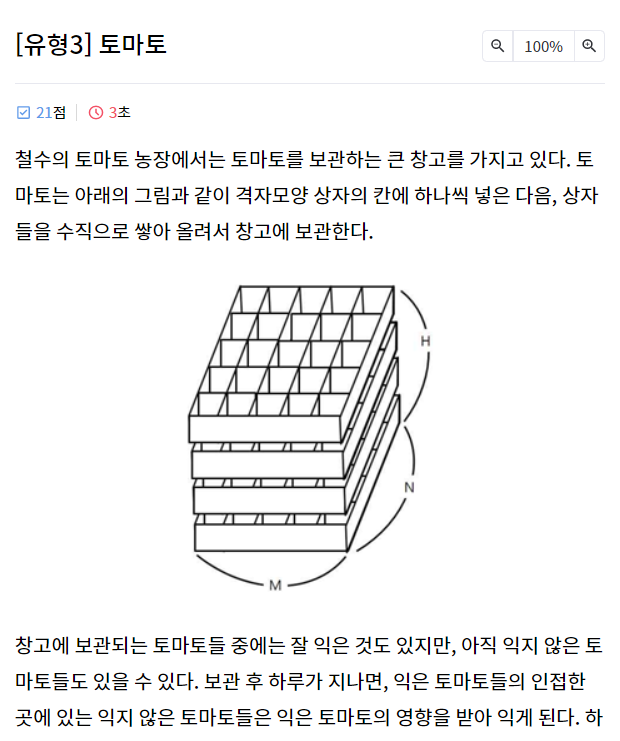 [유형3] 토마토
100%
21점
3초
철수의 토마토 농장에서는 토마토를 보관하는 큰 창고를 가지고 있다. 토
마토는 아래의 그림과 같이 격자모양 상자의 칸에 하나씩 넣은 다음, 상자
들을 수직으로 쌓아 올려서 창고에 보관한다.
H
N
M
창고에 보관되는 토마토들 중에는 잘 익은 것도 있지만, 아직 익지 않은 토
마토들도 있을 수 있다. 보관 후 하루가 지나면, 익은 토마토들의 인접한
곳에 있는 익지 않은 토마토들은 익은 토마토의 영향을 받아 익게 된다. 하